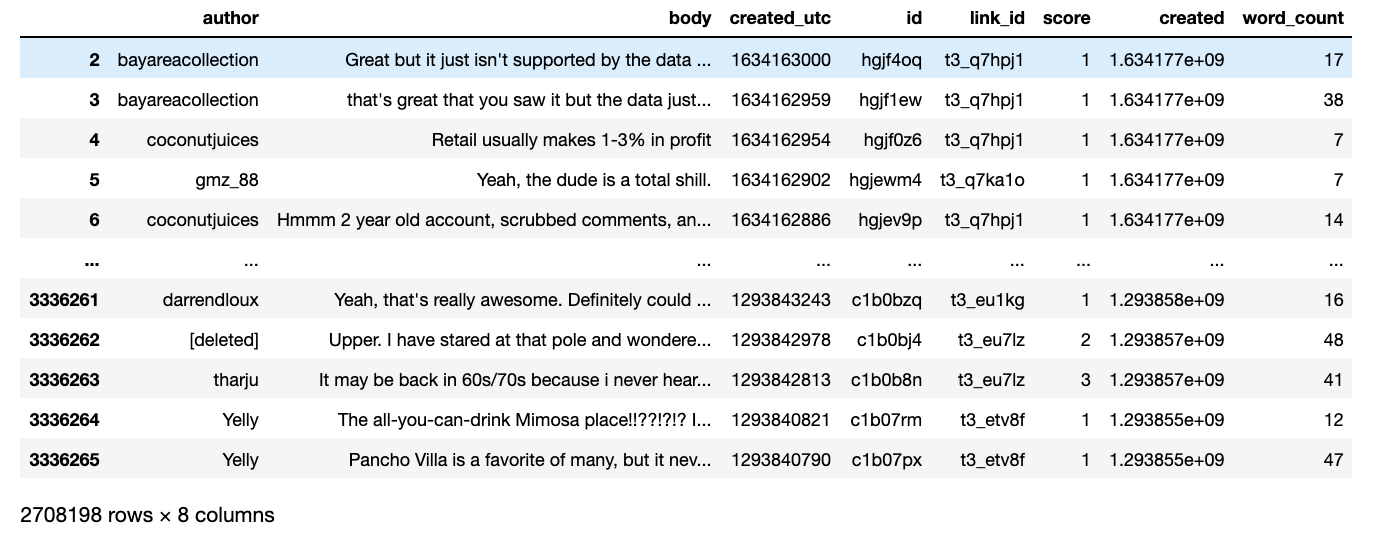 author body created_utc id link_id score created word_count
2 bayareacollection Great but it just isn't supported by the data ... 1634163000 hgjf4oq t3_q7hpj1 1 1.634177e+09 17
3 bayareacollection that's great that you saw it but the data just... 1634162959 hgjf1ew t3_q7hpj1 1 1.634177e+09 38
4 coconutjuices Retail usually makes 1-3% in profit 1634162954 hgjf0z6 t3_q7hpj1 1 1.634177e+09 7
5 gmz_88 Yeah, the dude is a total shill. 1634162902 hgjewm4 t3_q7ka1o 1 1.634177e+09 7
6 coconutjuices Hmmm 2 year old account, scrubbed comments, an... 1634162886 hgjev9p t3_q7hpj1 1 1.634177e+09 14
... ... ... ... ... ... ... ... ...
3336261 darrendloux Yeah, that's really awesome. Definitely could ... 1293843243 c1b0bzq t3_eu1kg 1 1.293858e+09 16
3336262 [deleted] Upper. I have stared at that pole and wondere... 1293842978 c1b0bj4 t3_eu7lz 2 1.293857e+09 48
3336263 tharju It may be back in 60s/70s because i never hear... 1293842813 c1b0b8n t3_eu7lz 3 1.293857e+09 41
3336264 Yelly The all-you-can-drink Mimosa place!!??!?!? I... 1293840821 c1b07rm t3_etv8f 1 1.293855e+09 12
3336265 Yelly Pancho Villa is a favorite of many, but it nev... 1293840790 c1b07px t3_etv8f 1 1.293855e+09 47
2708198 rows × 8 columns